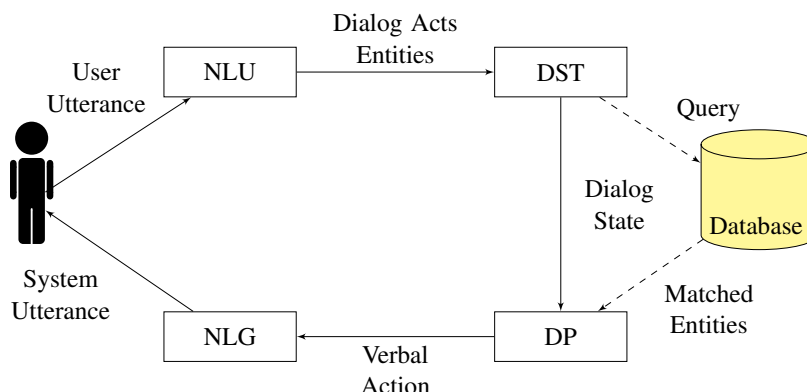 Dialog Acts
Entities
User
Utterance
NLU
DST
Query
Dialog
State
Database
System
Utterance
Matched
Entities
NLG
DP
Verbal
Action